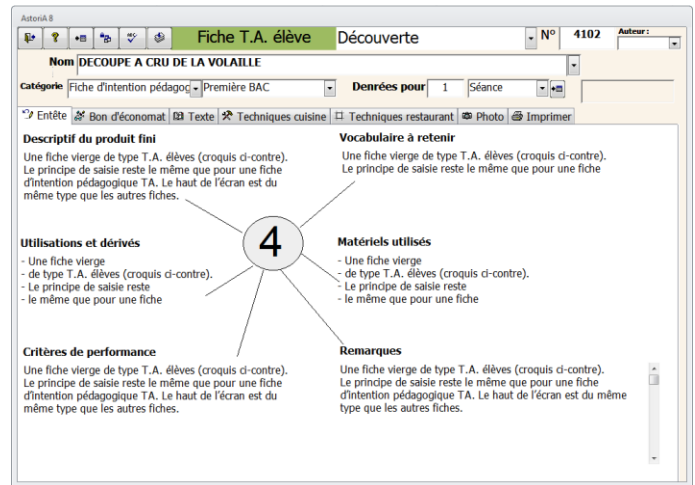 AstoriA 8
Fiche T.A. élève Découverte N° 4102 Auteur :
Nom DECOUPE A CRU DE LA VOLAILLE
Catégorie Fiche d'intention pédagog Première BAC Denrées pour 1 Séance
Entête Bon d'économat Texte Techniques cuisine Techniques restaurant Photo Imprimer
Descriptif du produit fini
Une fiche vierge de type T.A. élèves (croquis ci-contre).
Le principe de saisie reste le même que pour une fiche
d'intention pédagogique TA. Le haut de l'écran est du
même type que les autres fiches.
Vocabulaire à retenir
Une fiche vierge de type T.A. élèves (croquis ci-contre).
Le principe de saisie reste le même que pour une fiche
4
Utilisations et dérivés
- Une fiche vierge
- de type T.A. élèves (croquis ci-contre).
- Le principe de saisie reste
- le même que pour une fiche
Matériels utilisés
- Une fiche vierge
- de type T.A. élèves (croquis ci-contre).
- Le principe de saisie reste
- le même que pour une fiche
Critères de performance
Une fiche vierge de type T.A. élèves (croquis ci-contre).
Le principe de saisie reste le même que pour une fiche
d'intention pédagogique TA. Le haut de l'écran est du
même type que les autres fiches.
Remarques
Une fiche vierge de type T.A. élèves (croquis ci-contre).
Le principe de saisie reste le même que pour une fiche
d'intention pédagogique TA. Le haut de l'écran est du même
type que les autres fiches.